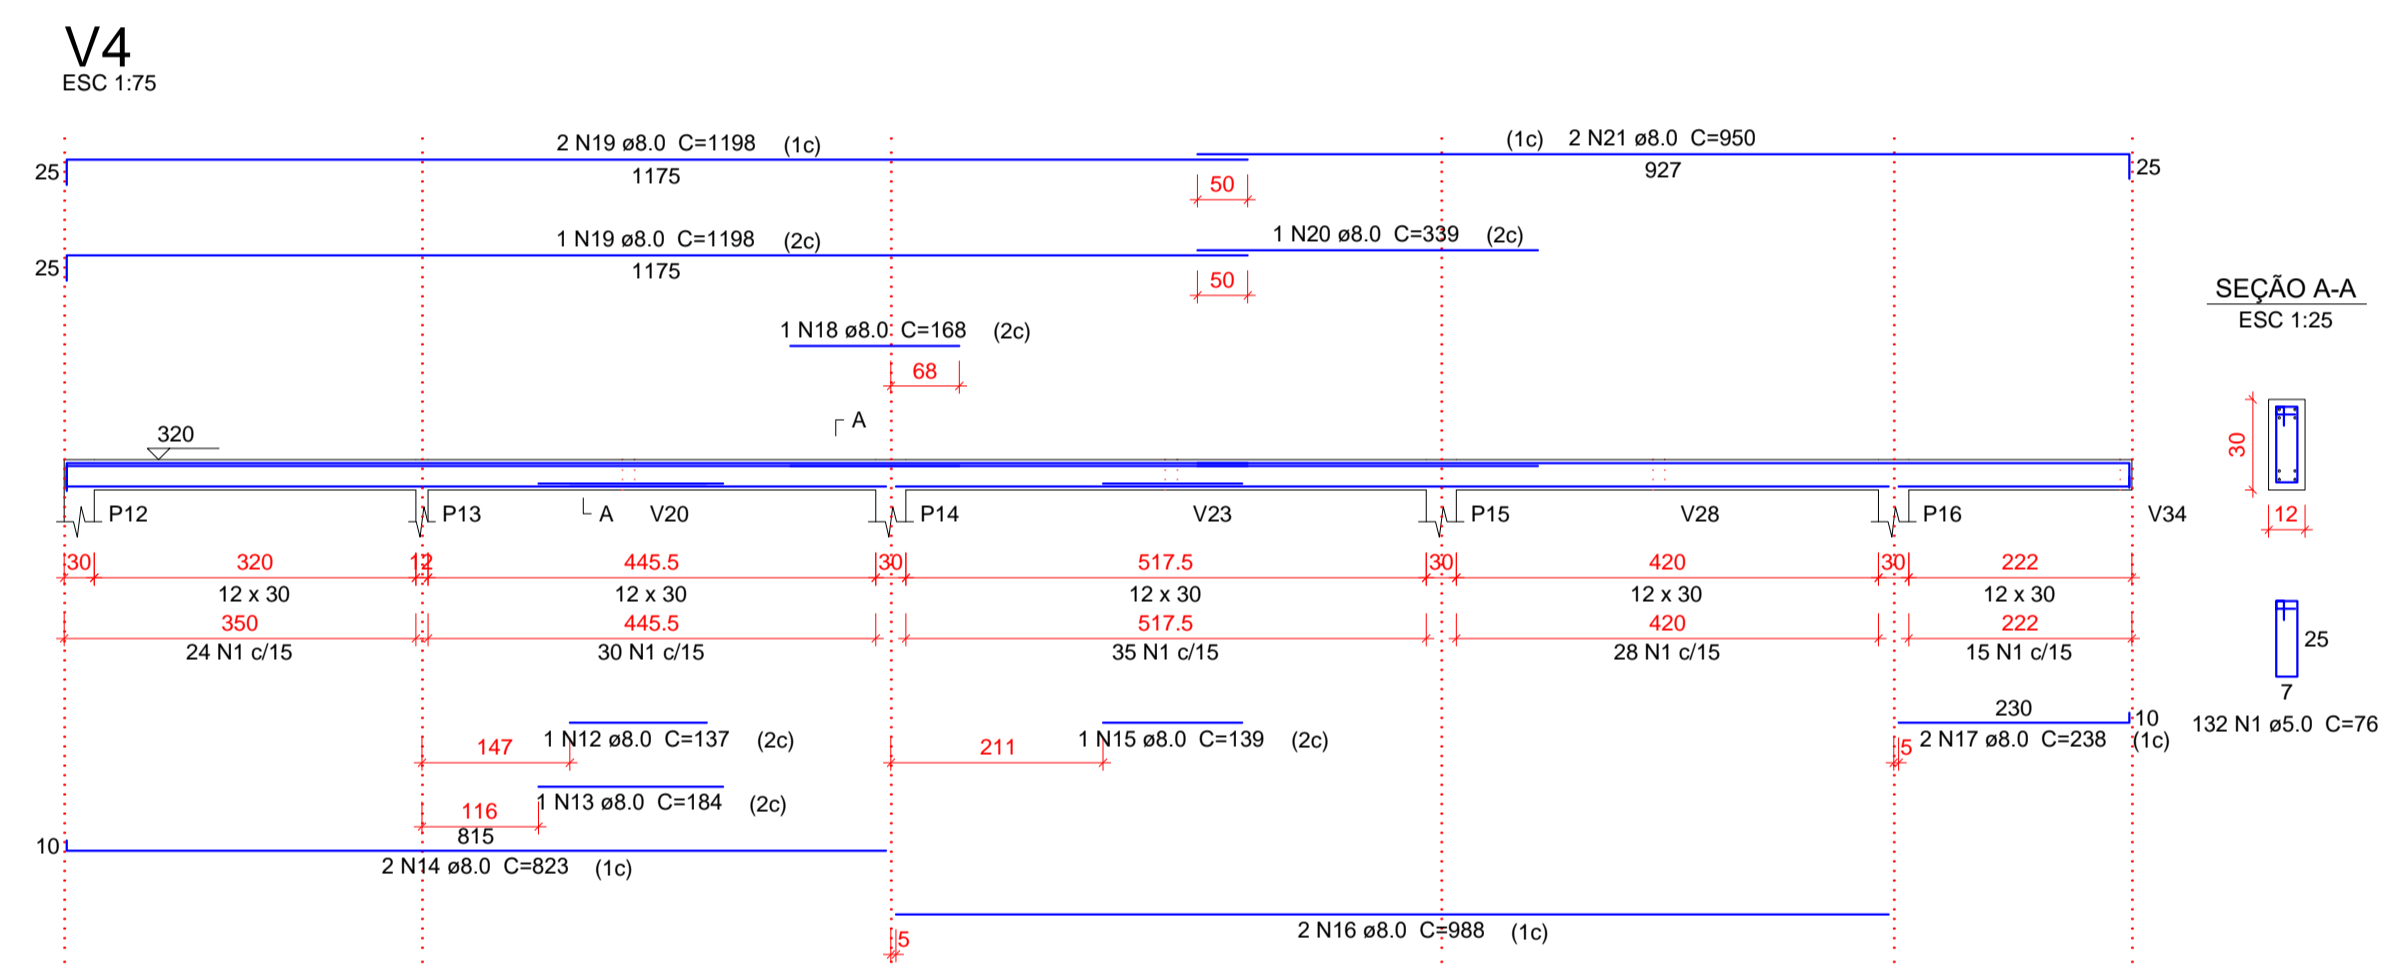 V4
ESC 1:75
2 N19 ø8.0 C=1198 (1c)
(1c) 2 N21 ø8.0 C=950
25
1175
927
25
50
1 N19 ø8.0 C=1198 (2c)
1 N20 ø8.0 C=339 (2c)
25
1175
50
SEÇÃO A-A
ESC 1:25
1 N18 ø8.0 C=168 (2c)
68
A
320
30
12
P12
P13
A
V20
P14
V23
P15
V28
P16
V34
30
320
12
445.5
30
517.5
30
420
30
222
12 x 30
12 x 30
12 x 30
12 x 30
12 x 30
350
445.5
517.5
420
222
24 N1 c/15
30 N1 c/15
35 N1 c/15
28 N1 c/15
15 N1 c/15
25
7
132 N1 ø5.0 C=76
147
1 N12 ø8.0 C=137 (2c)
211
1 N15 ø8.0 C=139 (2c)
230
10
5
2 N17 ø8.0 C=238 (1c)
116
1 N13 ø8.0 C=184 (2c)
815
10
2 N14 ø8.0 C=823 (1c)
5
2 N16 ø8.0 C=988 (1c)